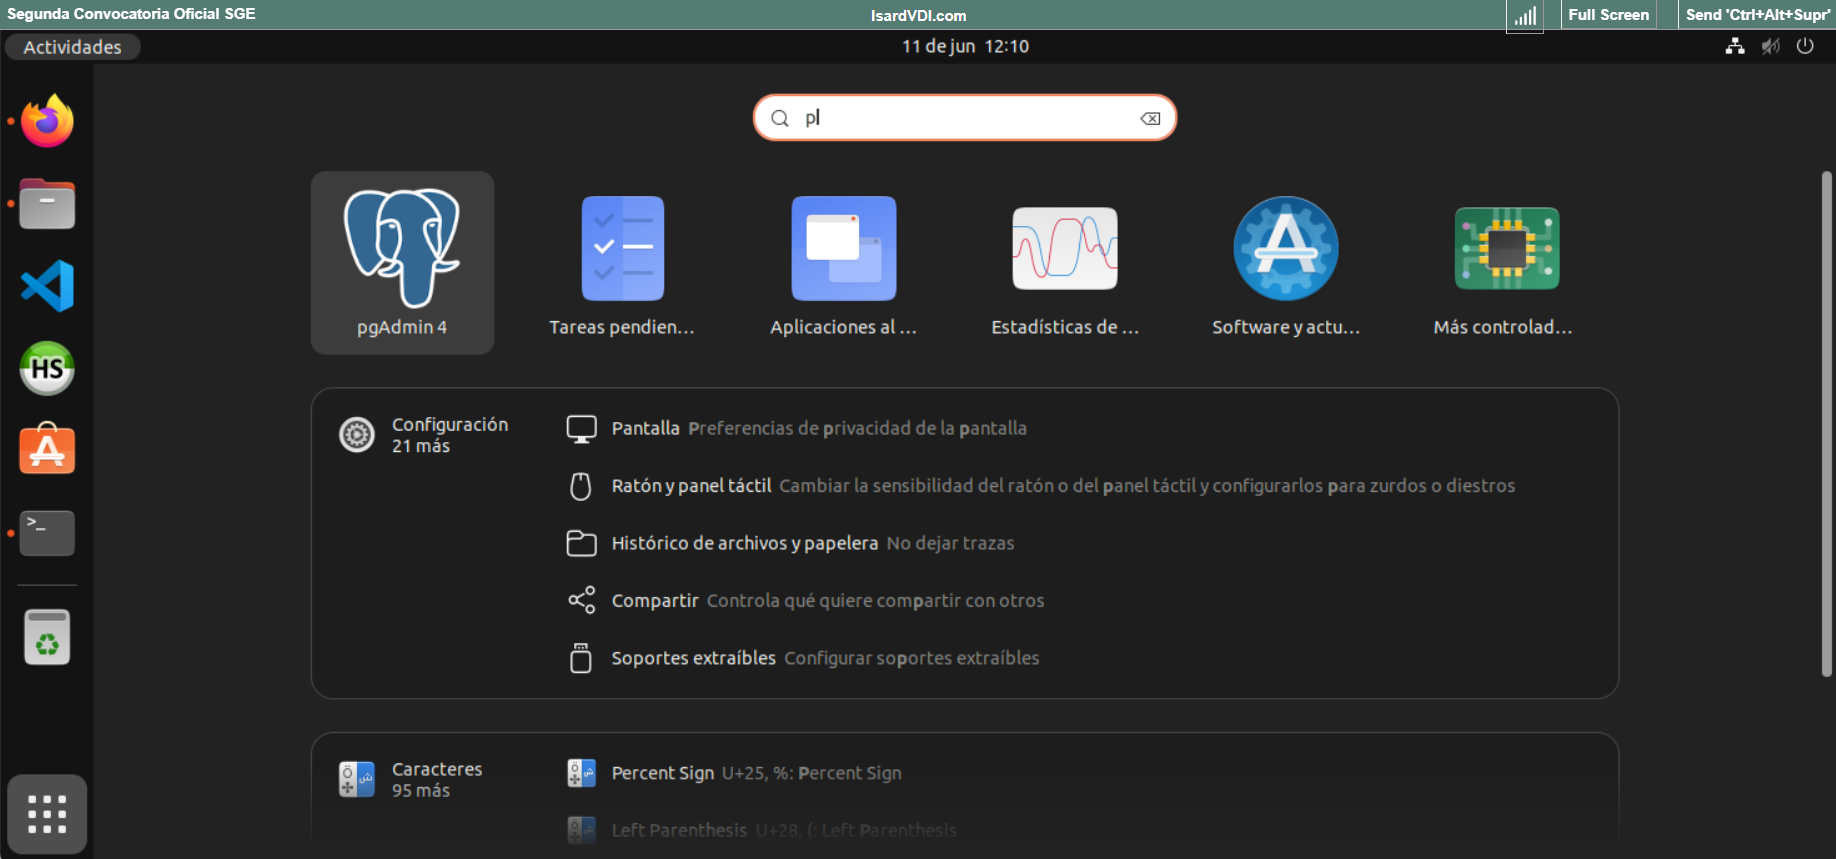 Segunda Convocatoria Oficial SGE
IsardVDI.com
Full Screen
Send 'Ctrl+Alt+Supr'
Actividades
11 de jun 12:10
p
pgAdmin 4
Tareas pendien...
Aplicaciones al ...
Estadísticas de ...
Software y actu...
Más controlad...
HS
>_
Configuración
21 más
Pantalla Preferencias de privacidad de la pantalla
Ratón y panel táctil Cambiar la sensibilidad del ratón o del panel táctil y configurarlos para zurdos o diestros
Histórico de archivos y papelera No dejar trazas
Compartir Controla qué quiere compartir con otros
Soportes extraíbles Configurar soportes extraíbles
Caracteres
95 más
Percent Sign U+25, %: Percent Sign
Left Parenthesis U+28, (: Left Parenthesis